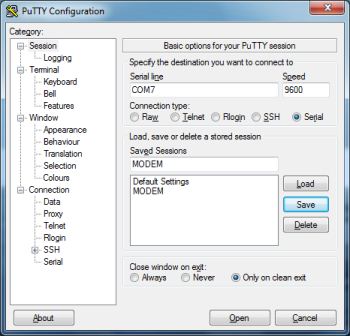 PuTTY Configuration
Category:
Session
Logging
Terminal
Keyboard
Bell
Features
Window
Appearance
Behaviour
Translation
Selection
Colours
Connection
Data
Proxy
Telnet
Rlogin
SSH
Serial
Basic options for your PuTTY session
Specify the destination you want to connect to
Serial line Speed
COM7 9600
Connection type:
Raw Telnet Rlogin SSH Serial
Load, save or delete a stored session
Saved Sessions
MODEM
Default Settings
MODEM
Load
Save
Delete
Close window on exit:
Always Never Only on clean exit
About Open Cancel